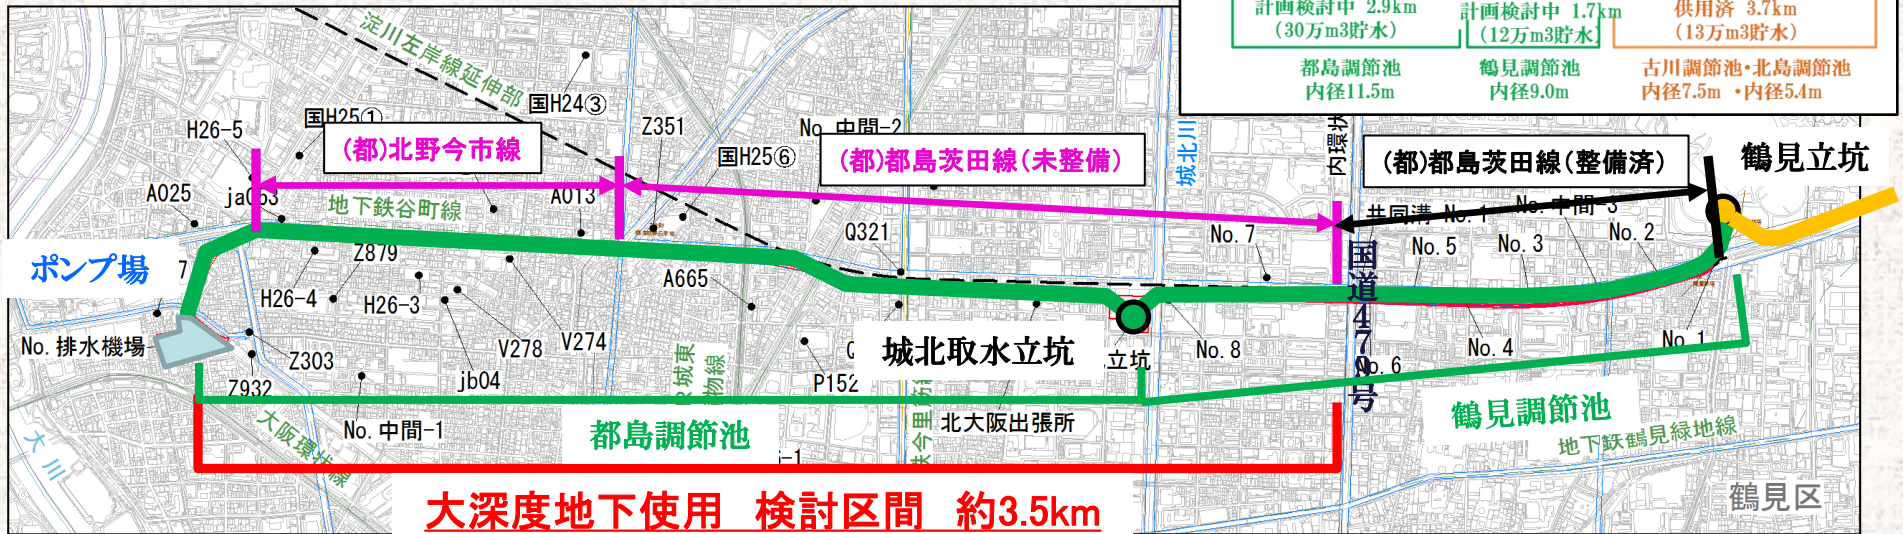 計画検討中 2.9km
(30万m3貯水)
計画検討中 1.7km
(12万m3貯水)
供用済 3.7km
(13万m3貯水)
都島調節池
内径11.5m
鶴見調節池
内径9.0m
古川調節池・北島調節池
内径7.5m ・内径5.4m
淀川左岸線延伸部
国H24③
国H25①
H26-5
(都)北野今市線
Z351
No.中間-2
国H25⑥
(都)都島茨田線(未整備)
城北川
内環状
(都)都島茨田線(整備済)
鶴見立坑
A025
ja063
地下鉄谷町線
A013
共同溝 No.1
No.中間-3
Q321
No.7
No.5
No.3
No.2
ポンプ場
7
Z879
A665
H26-4
H26-3
国道479号
No.排水機場
Z303
Z932
V278
V274
jb04
城北取水立坑
立坑
No.8
No.6
No.4
No.1
P152
R城東
物線
大川
大阪環状線
No.中間-1
都島調節池
北大阪出張所
鶴見調節池
地下鉄鶴見緑地線
-1
鶴見区
大深度地下使用 検討区間 約3.5km